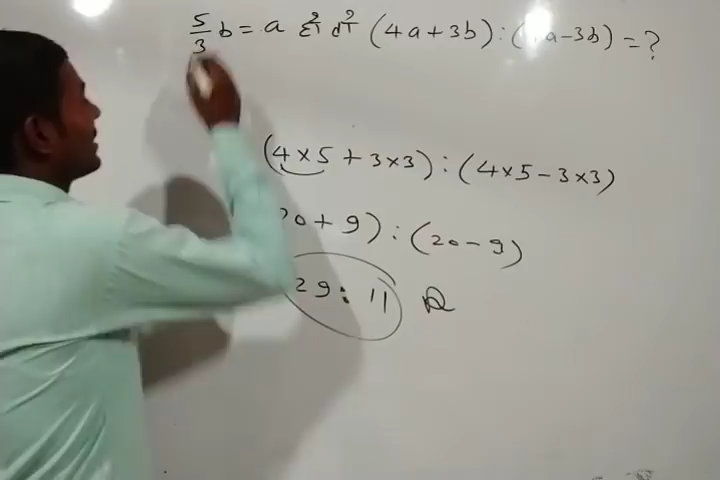 5/3 b = a हो तो (4a+3b) : ( a-3b) = ?
(4×5 + 3×3) : (4×5 - 3×3)
0 + 9) : (20 - 9)
29 : 11